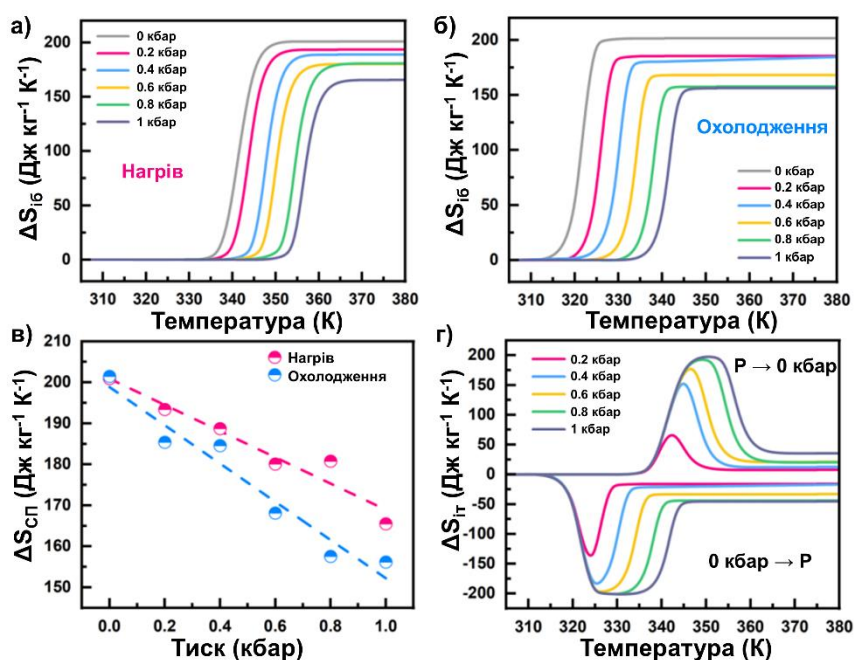 а)
ΔSіб (Дж кг⁻¹ К⁻¹)
200
150
100
50
0
0 кбар
0.2 кбар
0.4 кбар
0.6 кбар
0.8 кбар
1 кбар
Нагрів
310 320 330 340 350 360 370 380
Температура (К)
б)
ΔSіб (Дж кг⁻¹ К⁻¹)
200
150
100
50
0
Охолодження
0 кбар
0.2 кбар
0.4 кбар
0.6 кбар
0.8 кбар
1 кбар
310 320 330 340 350 360 370 380
Температура (К)
в)
ΔSСП (Дж кг⁻¹ К⁻¹)
210
205
200
195
190
185
180
175
170
165
160
155
150
Нагрів
Охолодження
0.0 0.2 0.4 0.6 0.8 1.0
Тиск (кбар)
г)
ΔSіт (Дж кг⁻¹ К⁻¹)
200
150
100
50
0
-50
-100
-150
-200
0.2 кбар
0.4 кбар
0.6 кбар
0.8 кбар
1 кбар
P → 0 кбар
0 кбар → P
310 320 330 340 350 360 370 380
Температура (К)